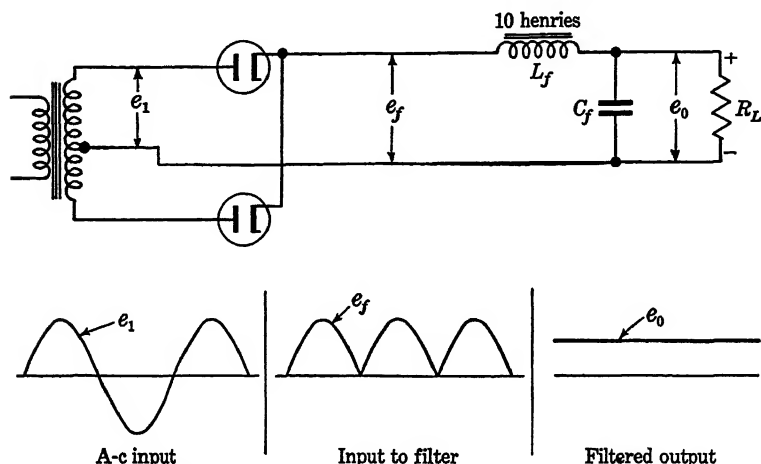 10 henries
L_f
e_1
e_f
C_f
e_0
R_L
+
−
e_1
e_f
e_0
A-c input
Input to filter
Filtered output